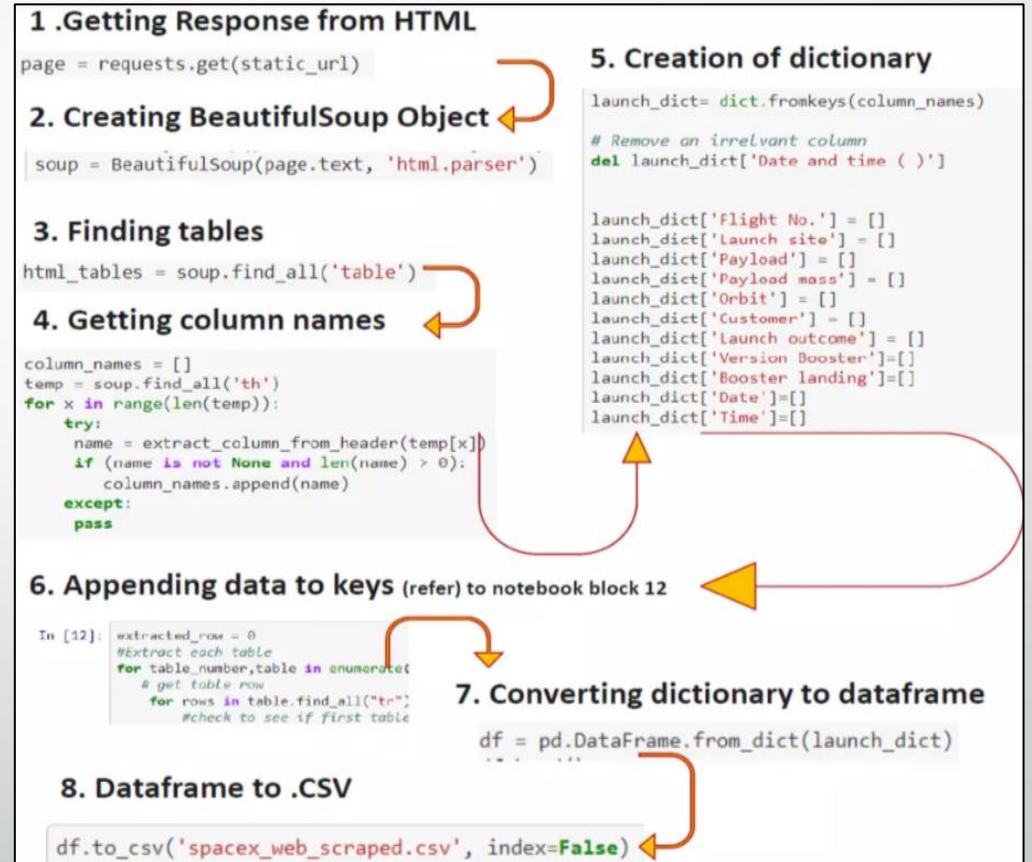 1 .Getting Response from HTML
page = requests.get(static_url)
2. Creating BeautifulSoup Object
soup = BeautifulSoup(page.text, 'html.parser')
3. Finding tables
html_tables = soup.find_all('table')
4. Getting column names
column_names = []
temp = soup.find_all('th')
for x in range(len(temp)):
try:
name = extract_column_from_header(temp[x])
if (name is not None and len(name) > 0):
column_names.append(name)
except:
pass
5. Creation of dictionary
launch_dict= dict.fromkeys(column_names)
# Remove an irrelvant column
del launch_dict['Date and time ( )']
launch_dict['Flight No.'] = []
launch_dict['Launch site'] = []
launch_dict['Payload'] = []
launch_dict['Payload mass'] = []
launch_dict['Orbit'] = []
launch_dict['Customer'] = []
launch_dict['Launch outcome'] = []
launch_dict['Version Booster']=[]
launch_dict['Booster landing']=[]
launch_dict['Date']=[]
launch_dict['Time']=[]
6. Appending data to keys (refer) to notebook block 12
In [12]: extracted_row = 0
#Extract each table
for table_number,table in enumerate(
# get table row
for rows in table.find_all("tr")
#check to see if first table
7. Converting dictionary to dataframe
df = pd.DataFrame.from_dict(launch_dict)
8. Dataframe to .CSV
df.to_csv('spacex_web_scraped.csv', index=False)